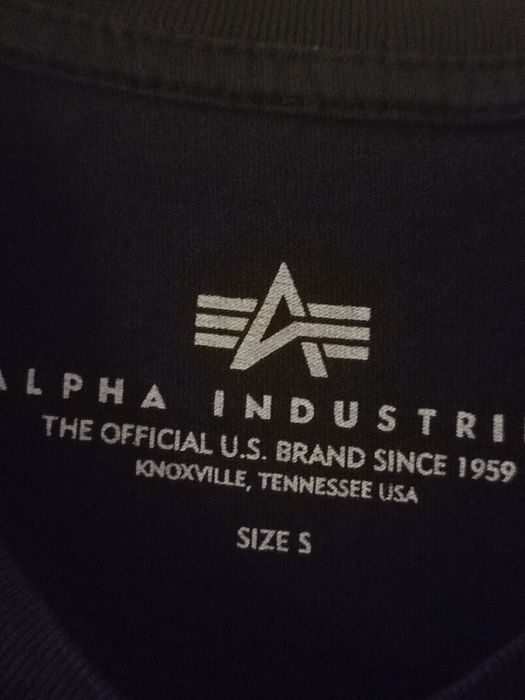 ALPHA INDUSTRI
THE OFFICIAL U.S. BRAND SINCE 1959
KNOXVILLE, TENNESSEE USA
SIZE S